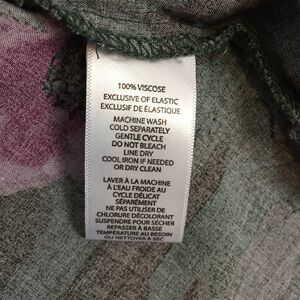 100% VISCOSE
EXCLUSIVE OF ELASTIC
EXCLUSIF DE ÉLASTIQUE
MACHINE WASH
COLD SEPARATELY
GENTLE CYCLE
DO NOT BLEACH
LINE DRY
COOL IRON IF NEEDED
OR DRY CLEAN
LAVER À LA MACHINE
À L'EAU FROIDE AU
CYCLE DÉLICAT
SÉPARÉMENT
NE PAS UTILISER DE
CHLORURE DÉCOLORANT
SUSPENDRE POUR SÉCHER
REPASSER À BASSE
TEMPÉRATURE AU BESOIN
OU NETTOYER À SEC